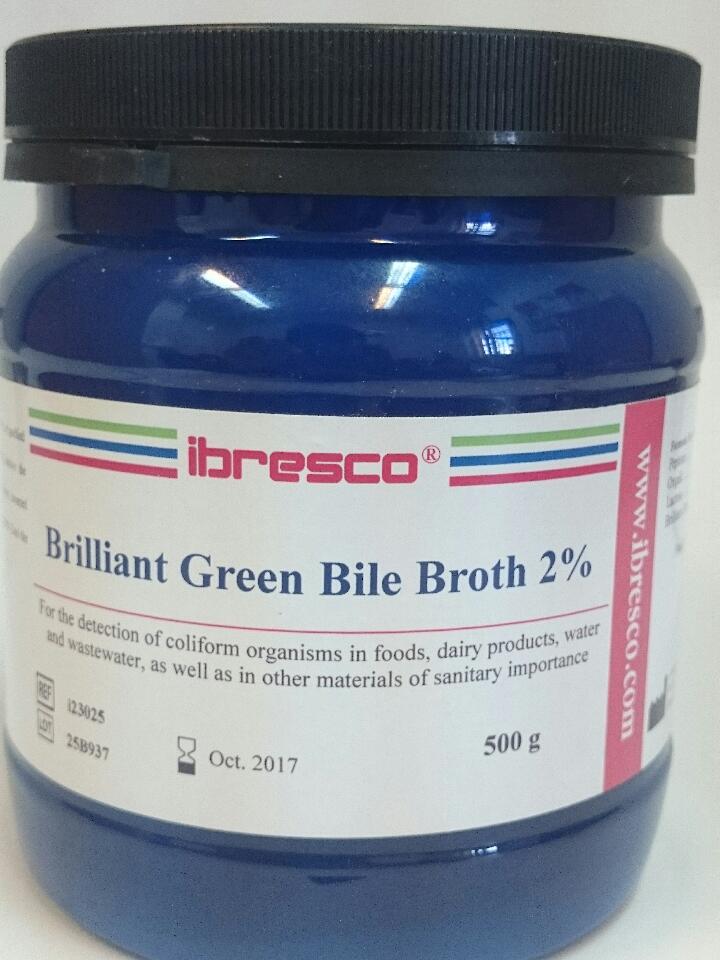 ibresco®
Brilliant Green Bile Broth 2%
For the detection of coliform organisms in foods, dairy products, water
and wastewater, as well as in other materials of sanitary importance
REF i23025
LOT 25B937
Oct. 2017
500 g
www.ibresco.com